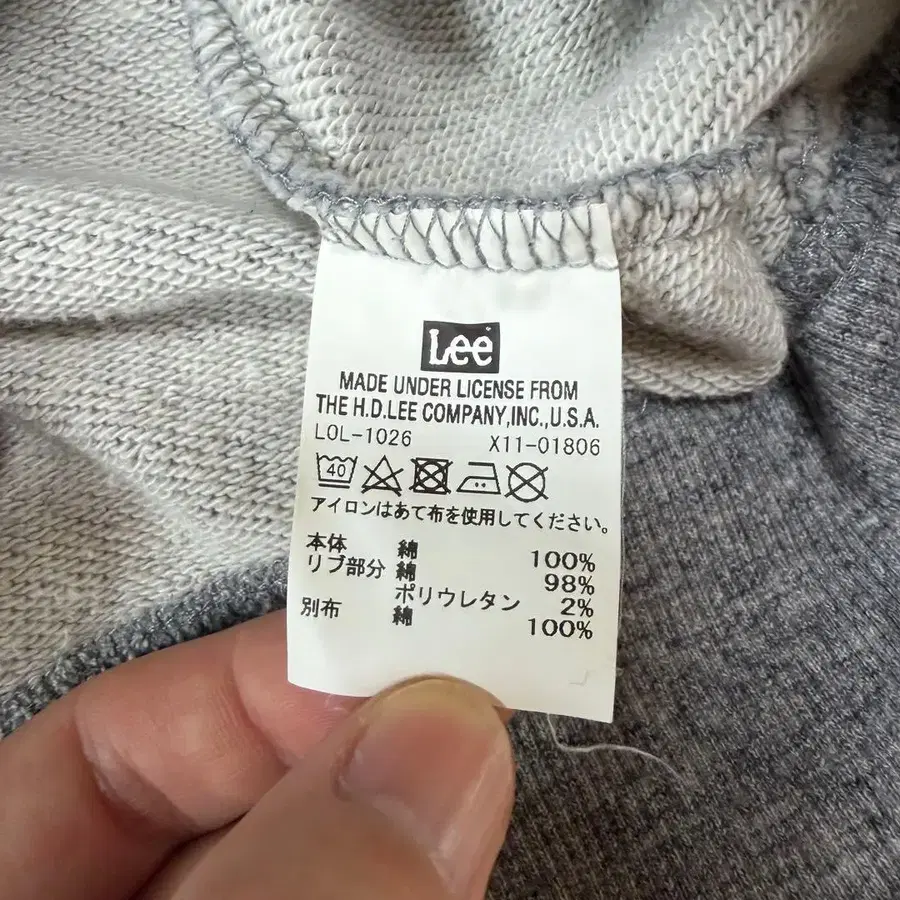 Lee
MADE UNDER LICENSE FROM
THE H.D.LEE COMPANY,INC.,U.S.A.
LOL-1026 X11-01806
40
アイロンはあて布を使用してください。
本体 綿 100%
リブ部分 綿 98%
ポリウレタン 2%
別布 綿 100%